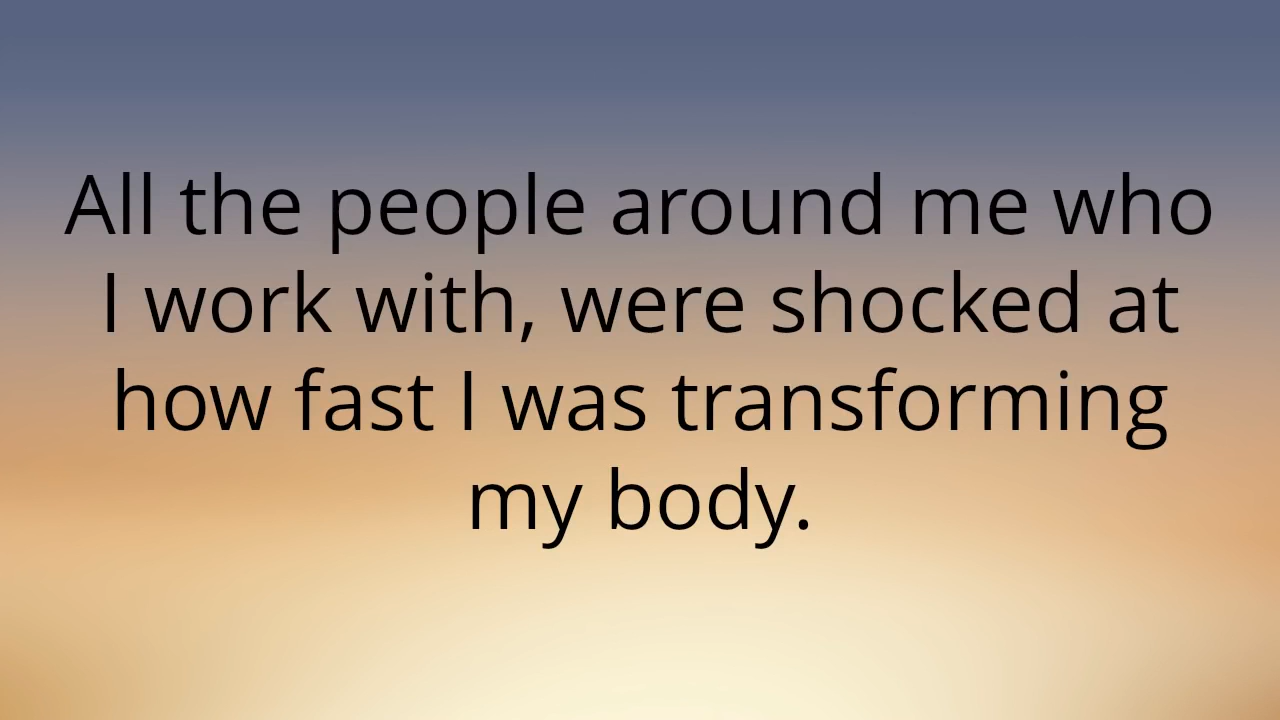 All the people around me who
I work with, were shocked at
how fast I was transforming
my body.